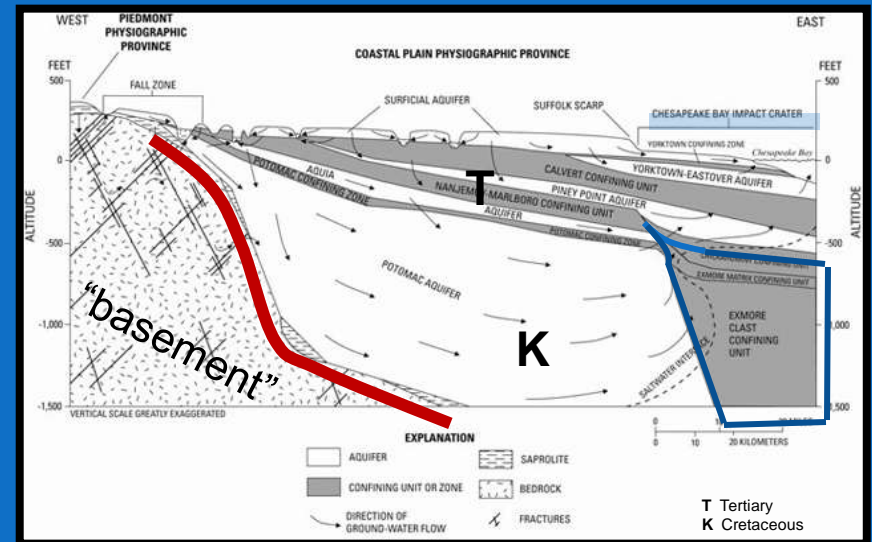 WEST
PIEDMONT
PHYSIOGRAPHIC
PROVINCE
EAST
COASTAL PLAIN PHYSIOGRAPHIC PROVINCE
FEET
FEET
500
500
FALL ZONE
SURFICIAL AQUIFER
SUFFOLK SCARP
CHESAPEAKE BAY IMPACT CRATER
YORKTOWN CONFINING ZONE
Chesapeake Bay
0
0
YORKTOWN-EASTOVER AQUIFER
CALVERT CONFINING UNIT
T
PINEY POINT AQUIFER
AQUIA
NANJEMOY-MARLBORO CONFINING UNIT
POTOMAC CONFINING ZONE
AQUIFER
POTOMAC CONFINING ZONE
ALTITUDE
ALTITUDE
-500
-500
CONFINING UNIT
EXMORE MATRIX CONFINING UNIT
POTOMAC AQUIFER
"basement"
EXMORE
CLAST
CONFINING
UNIT
-1,000
K
SALTWATER INTERFACE
-1,500
VERTICAL SCALE GREATLY EXAGGERATED
0
0 10 20 KILOMETERS
EXPLANATION
AQUIFER
SAPROLITE
CONFINING UNIT OR ZONE
BEDROCK
DIRECTION OF
GROUND-WATER FLOW
FRACTURES
T Tertiary
K Cretaceous